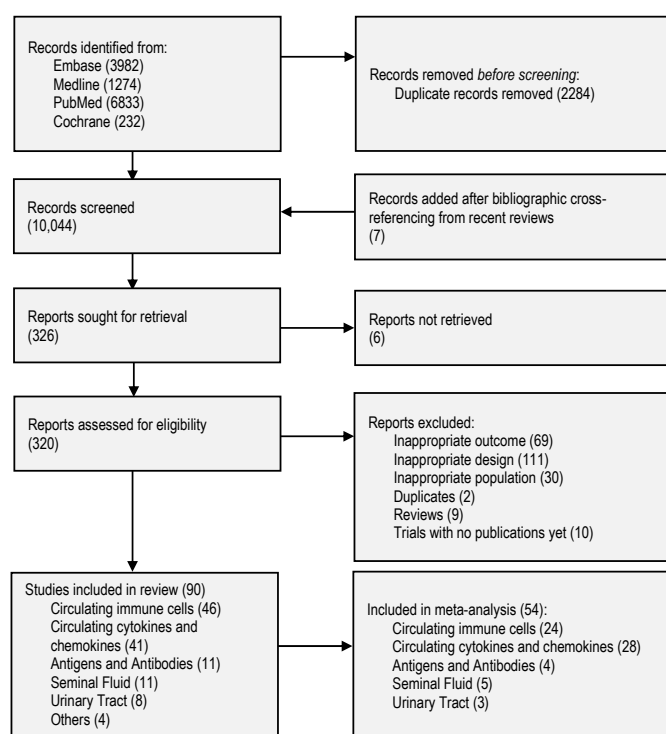 Records identified from:
Embase (3982)
Medline (1274)
PubMed (6833)
Cochrane (232)
Records removed before screening:
Duplicate records removed (2284)
Records screened
(10,044)
Records added after bibliographic cross-
referencing from recent reviews
(7)
Reports sought for retrieval
(326)
Reports not retrieved
(6)
Reports assessed for eligibility
(320)
Reports excluded:
Inappropriate outcome (69)
Inappropriate design (111)
Inappropriate population (30)
Duplicates (2)
Reviews (9)
Trials with no publications yet (10)
Studies included in review (90)
Circulating immune cells (46)
Circulating cytokines and
chemokines (41)
Antigens and Antibodies (11)
Seminal Fluid (11)
Urinary Tract (8)
Others (4)
Included in meta-analysis (54):
Circulating immune cells (24)
Circulating cytokines and chemokines (28)
Antigens and Antibodies (4)
Seminal Fluid (5)
Urinary Tract (3)